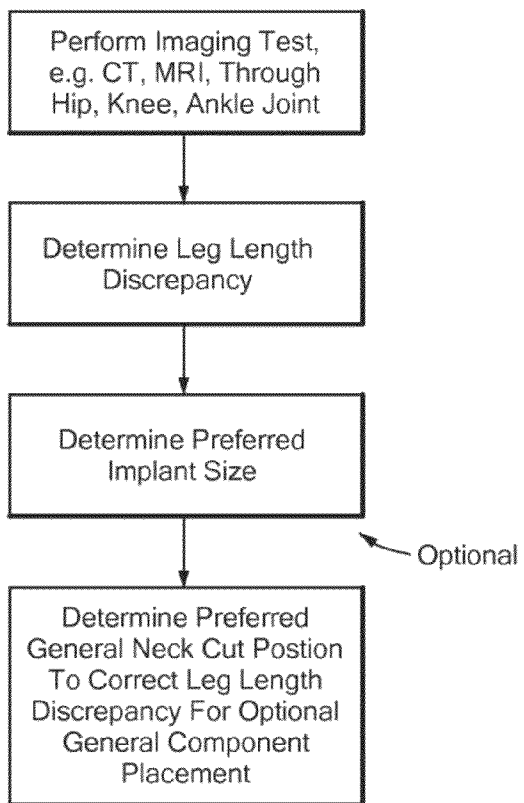 Perform Imaging Test,
e.g. CT, MRI, Through
Hip, Knee, Ankle Joint
Determine Leg Length
Discrepancy
Determine Preferred
Implant Size
Optional
Determine Preferred
General Neck Cut Postion
To Correct Leg Length
Discrepancy For Optional
General Component
Placement